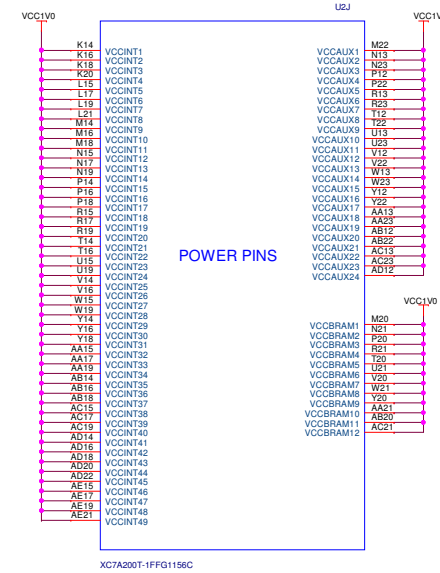 U2J
VCC1V0
K14 VCCINT1
K16 VCCINT2
K18 VCCINT3
K20 VCCINT4
L15 VCCINT5
L17 VCCINT6
L19 VCCINT7
L21 VCCINT8
M14 VCCINT9
M16 VCCINT10
M18 VCCINT11
N15 VCCINT12
N17 VCCINT13
N19 VCCINT14
P14 VCCINT15
P16 VCCINT16
P18 VCCINT17
R15 VCCINT18
R17 VCCINT19
R19 VCCINT20
T14 VCCINT21
T16 VCCINT22
U15 VCCINT23
U19 VCCINT24
V14 VCCINT25
V16 VCCINT26
W15 VCCINT27
W19 VCCINT28
Y14 VCCINT29
Y16 VCCINT30
Y18 VCCINT31
AA15 VCCINT32
AA17 VCCINT33
AA19 VCCINT34
AB14 VCCINT35
AB16 VCCINT36
AB18 VCCINT37
AC15 VCCINT38
AC17 VCCINT39
AC19 VCCINT40
AD14 VCCINT41
AD16 VCCINT42
AD18 VCCINT43
AD20 VCCINT44
AD22 VCCINT45
AE15 VCCINT46
AE17 VCCINT47
AE19 VCCINT48
AE21 VCCINT49
POWER PINS
VCC1V
VCCAUX1 M22
VCCAUX2 N13
VCCAUX3 N23
VCCAUX4 P12
VCCAUX5 P22
VCCAUX6 R13
VCCAUX7 R23
VCCAUX8 T12
VCCAUX9 T22
VCCAUX10 U13
VCCAUX11 U23
VCCAUX12 V12
VCCAUX13 V22
VCCAUX14 W13
VCCAUX15 W23
VCCAUX16 Y12
VCCAUX17 Y22
VCCAUX18 AA13
VCCAUX19 AA23
VCCAUX20 AB12
VCCAUX21 AB22
VCCAUX22 AC13
VCCAUX23 AC23
VCCAUX24 AD12
VCC1V0
VCCBRAM1 M20
VCCBRAM2 N21
VCCBRAM3 P20
VCCBRAM4 R21
VCCBRAM5 T20
VCCBRAM6 U21
VCCBRAM7 V20
VCCBRAM8 W21
VCCBRAM9 Y20
VCCBRAM10 AA21
VCCBRAM11 AB20
VCCBRAM12 AC21
XC7A200T-1FFG1156C